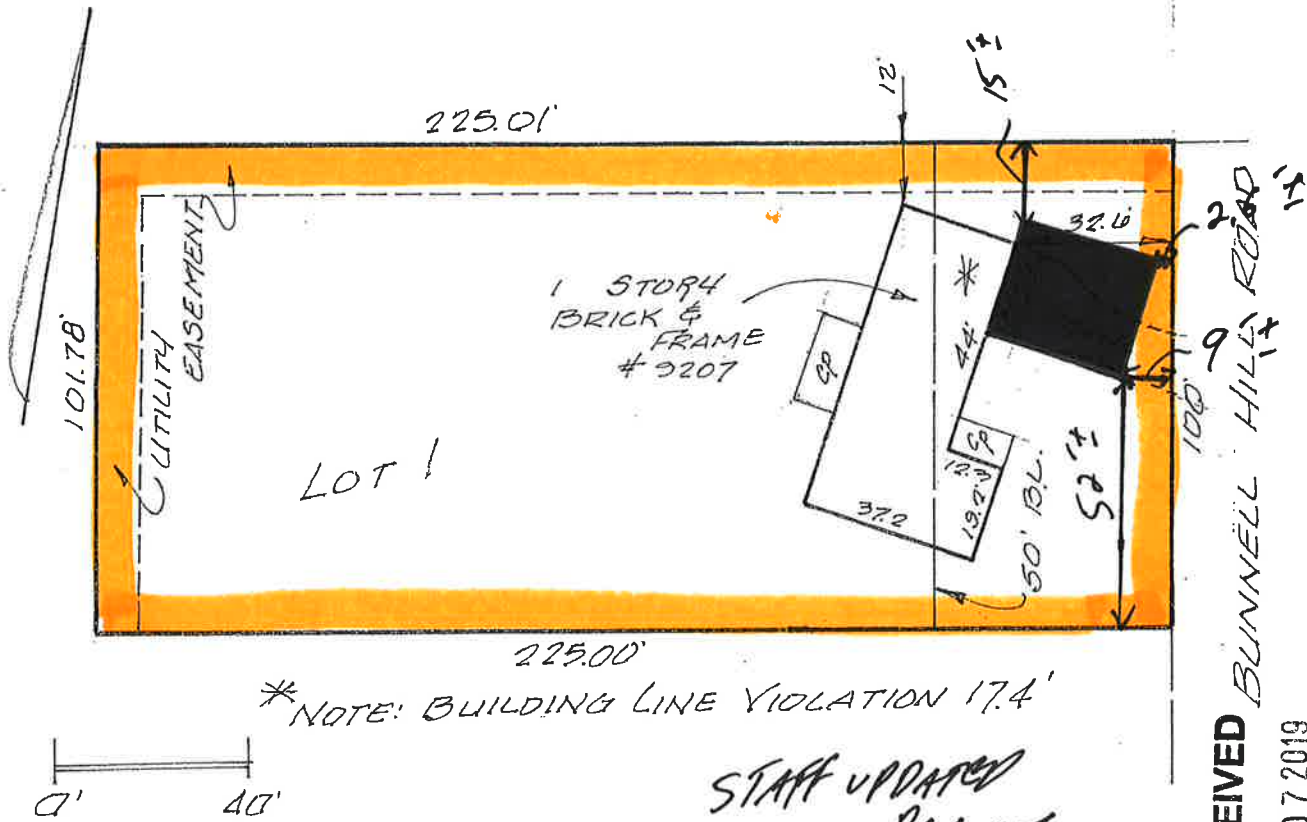 225.01'
12'
15'±
32.6
2.
±'
101.78'
UTILITY
EASEMENT
1 STORY
BRICK &
FRAME
# 9207
CP
*
44'
9'±
100'
CP
12.3
19.2
37.2
50' B.L.
52'±
LOT 1
BUNNELL HILL ROAD
225.00'
*NOTE: BUILDING LINE VIOLATION 17.4'
0' 40'
STAFF UPDATED
EIVED
7 2019